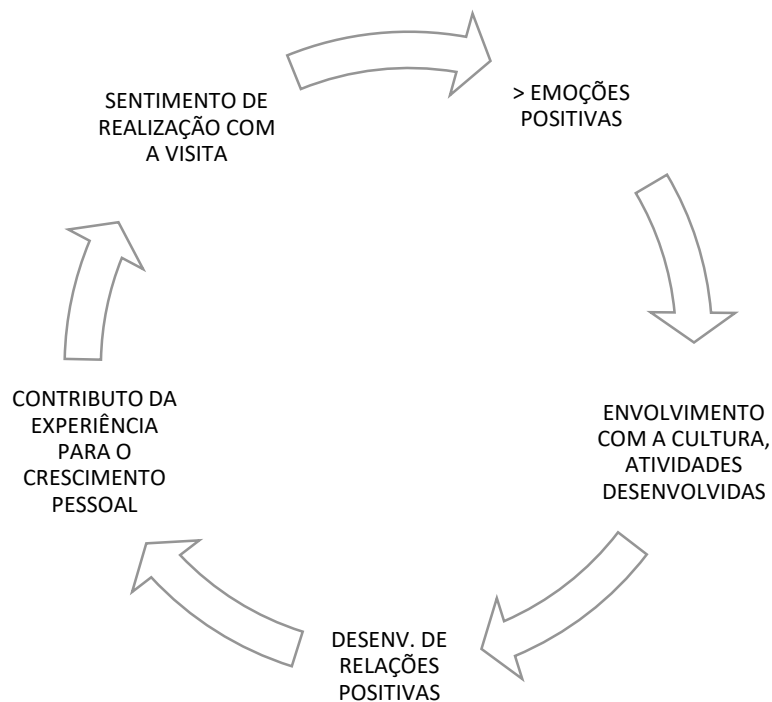 SENTIMENTO DE
REALIZAÇÃO COM
A VISITA
> EMOÇÕES
POSITIVAS
ENVOLVIMENTO
COM A CULTURA,
ATIVIDADES
DESENVOLVIDAS
DESENV. DE
RELAÇÕES
POSITIVAS
CONTRIBUTO DA
EXPERIÊNCIA
PARA O
CRESCIMENTO
PESSOAL